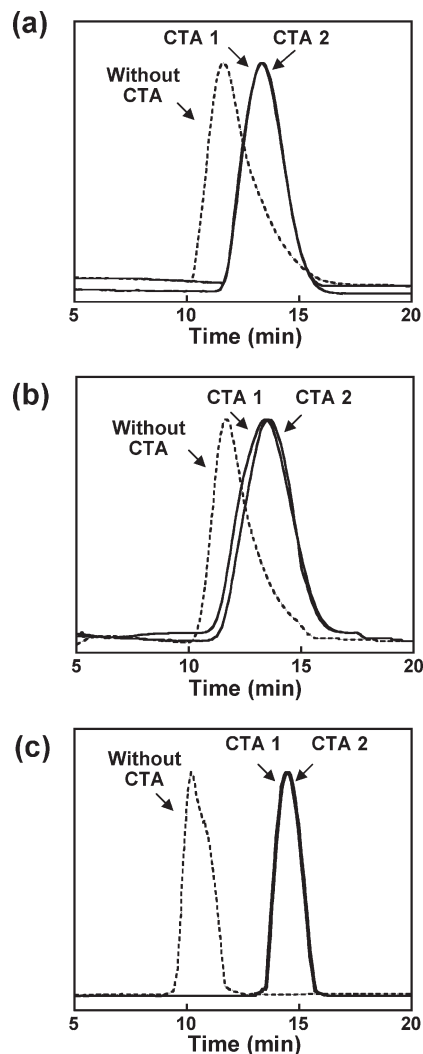 (a)
CTA 1 CTA 2
Without
CTA
5 10 15 20
Time (min)
(b)
CTA 1 CTA 2
Without
CTA
5 10 15 20
Time (min)
(c)
CTA 1 CTA 2
Without
CTA
5 10 15 20
Time (min)